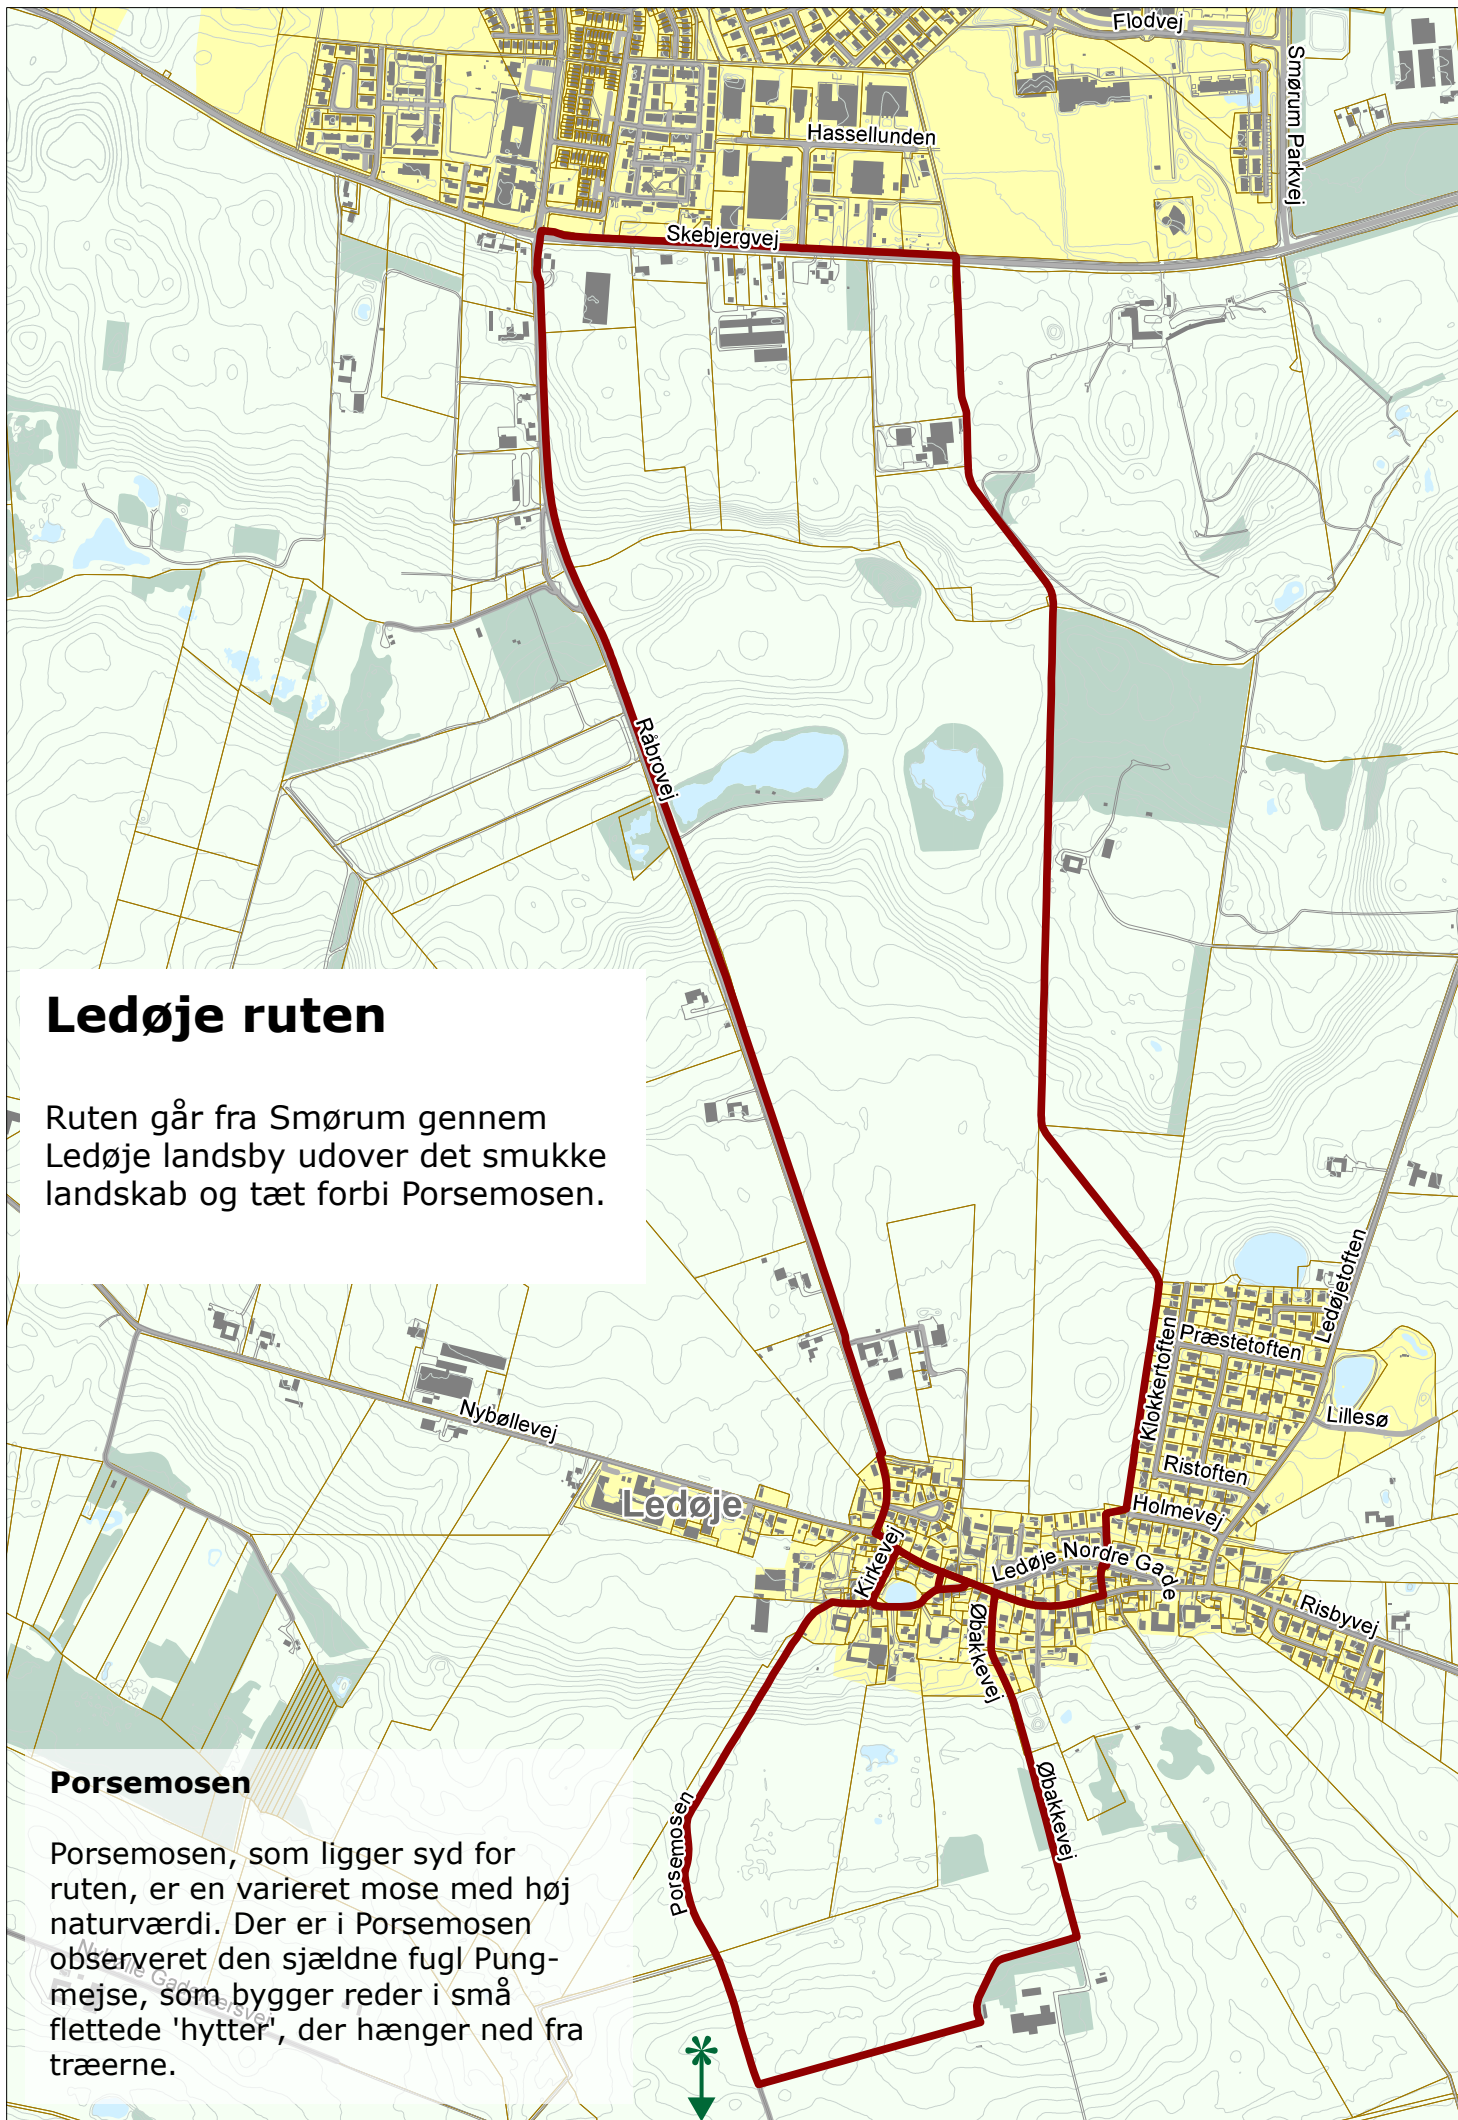 Flodvej
Smørum Parkvej
Hassellunden
Skebjergvej
Råbrovej
Ledøje ruten
Ruten går fra Smørum gennem
Ledøje landsby udover det smukke
landskab og tæt forbi Porsemosen.
Ledøjetoften
Præstetoften
Klokkertoften
Lillesø
Nybøllevej
Ristoften
Ledøje
Holmevej
Kirkevej
Ledøje Nordre Gade
Risbyvej
Øbakkevej
Øbakkevej
Porsemosen
Porsemosen
Porsemosen, som ligger syd for
ruten, er en varieret mose med høj
naturværdi. Der er i Porsemosen
observeret den sjældne fugl Pung-
mejse, som bygger reder i små
flettede 'hytter', der hænger ned fra
træerne.
Nybølle Gadekærsvej